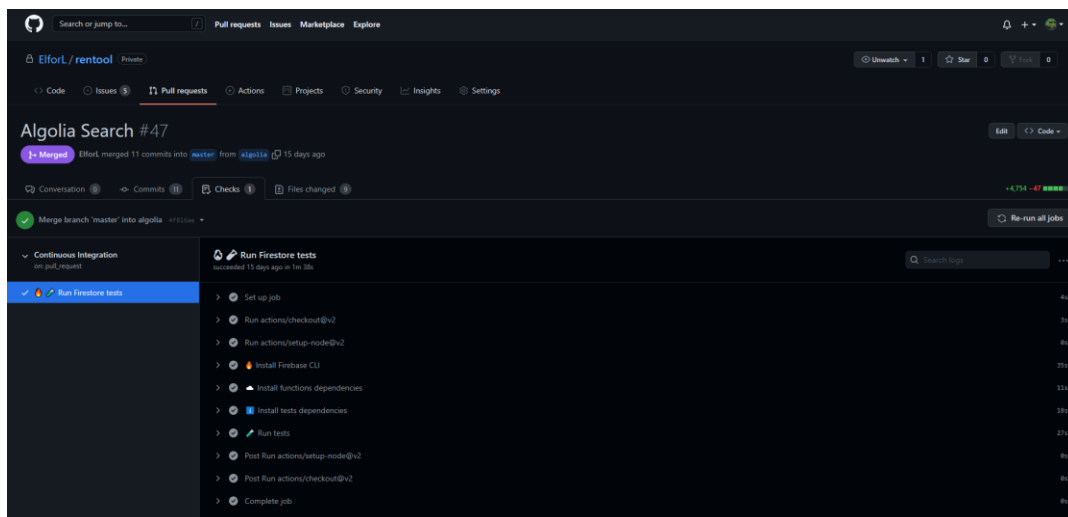 Search or jump to... / Pull requests Issues Marketplace Explore
ElforL / rentool Private Unwatch 1 Star 0 Fork 0
Code Issues 5 Pull requests Actions Projects Security Insights Settings
Algolia Search #47 Edit Code
Merged ElforL merged 11 commits into master from algolia 15 days ago
Conversation 0 Commits 11 Checks 1 Files changed 9 +4,754 −47
Merge branch 'master' into algolia Re-run all jobs
Continuous Integration
on: pull_request
Run Firestore tests
Run Firestore tests
succeeded 15 days ago in 1m 38s
Search logs
Set up job 4s
Run actions/checkout@v2 3s
Run actions/setup-node@v2 0s
Install Firebase CLI 35s
Install functions dependencies 11s
Install tests dependencies 18s
Run tests 27s
Post Run actions/setup-node@v2 0s
Post Run actions/checkout@v2 0s
Complete job 0s